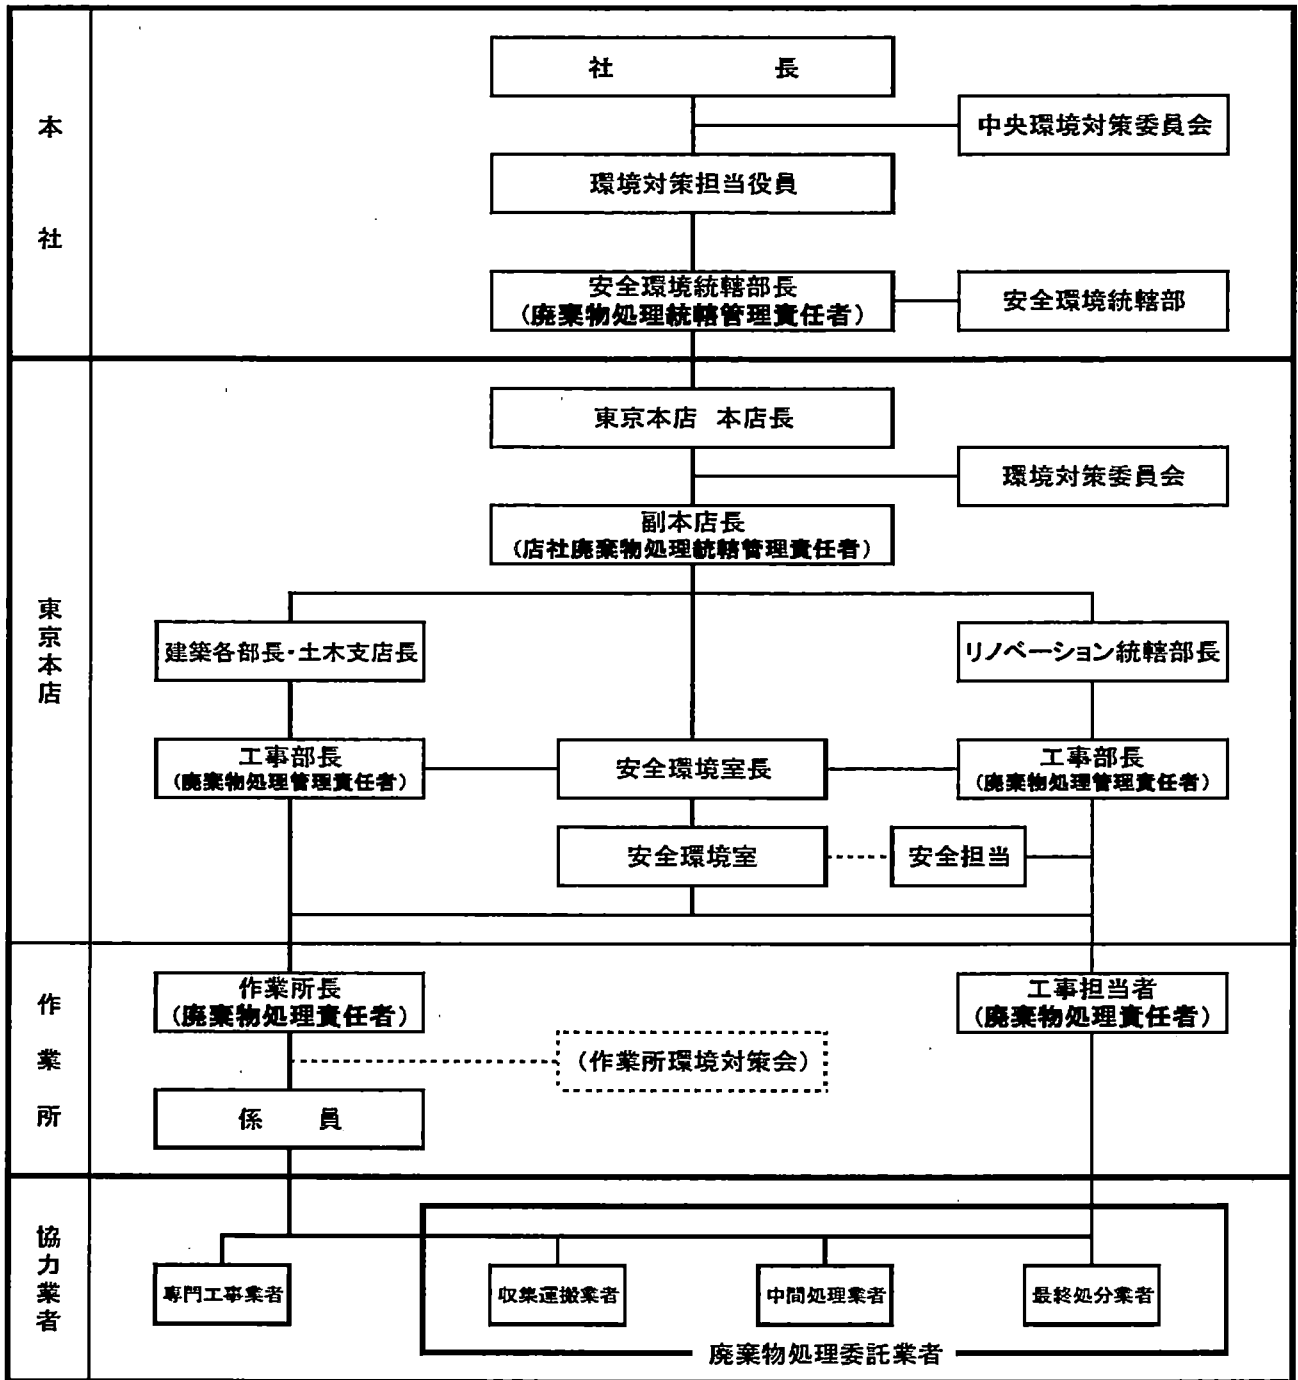 本社
社長
中央環境対策委員会
環境対策担当役員
安全環境統轄部長
(廃棄物処理統轄管理責任者)
安全環境統轄部
東京本店
東京本店 本店長
環境対策委員会
副本店長
(店社廃棄物処理統轄管理責任者)
建築各部長・土木支店長
リノベーション統轄部長
工事部長
(廃棄物処理管理責任者)
安全環境室長
工事部長
(廃棄物処理管理責任者)
安全環境室
安全担当
作業所
作業所長
(廃棄物処理責任者)
工事担当者
(廃棄物処理責任者)
(作業所環境対策会)
係員
協力業者
専門工事業者
収集運搬業者
中間処理業者
最終処分業者
廃棄物処理委託業者